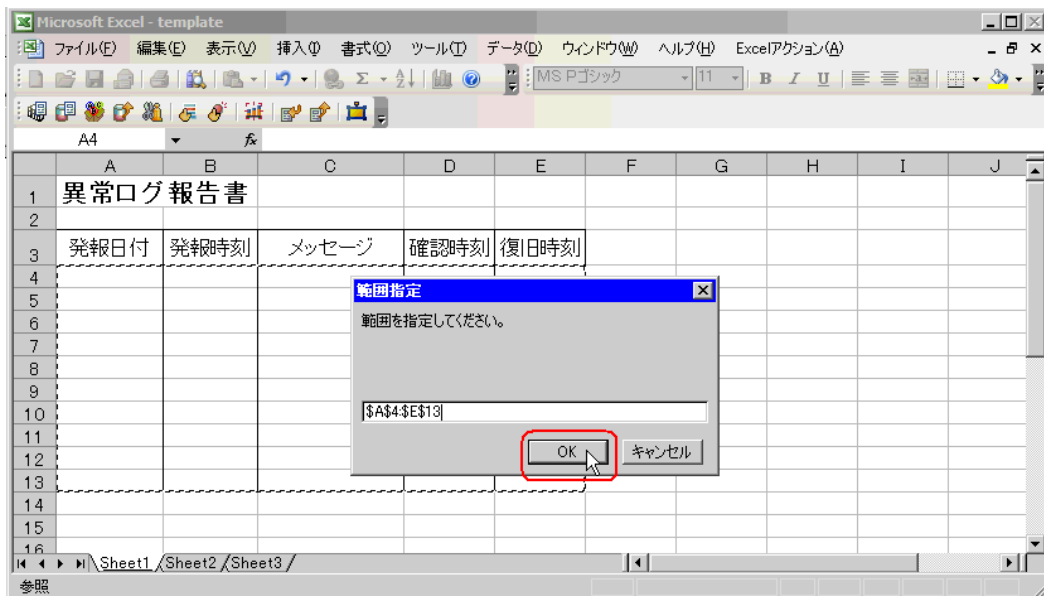 Microsoft Excel - template
ファイル(F) 編集(E) 表示(V) 挿入(I) 書式(O) ツール(T) データ(D) ウィンドウ(W) ヘルプ(H) Excelアクション(A)
MS Pゴシック 11 B I U
A4 fx
A B C D E F G H I J
1 異常ログ報告書
2
3 発報日付 発報時刻 メッセージ 確認時刻 復旧時刻
4
範囲指定
5
範囲を指定してください。
6
7
8
9
10 $A$4:$E$13
11
OK キャンセル
12
13
14
15
16
Sheet1 Sheet2 Sheet3
参照